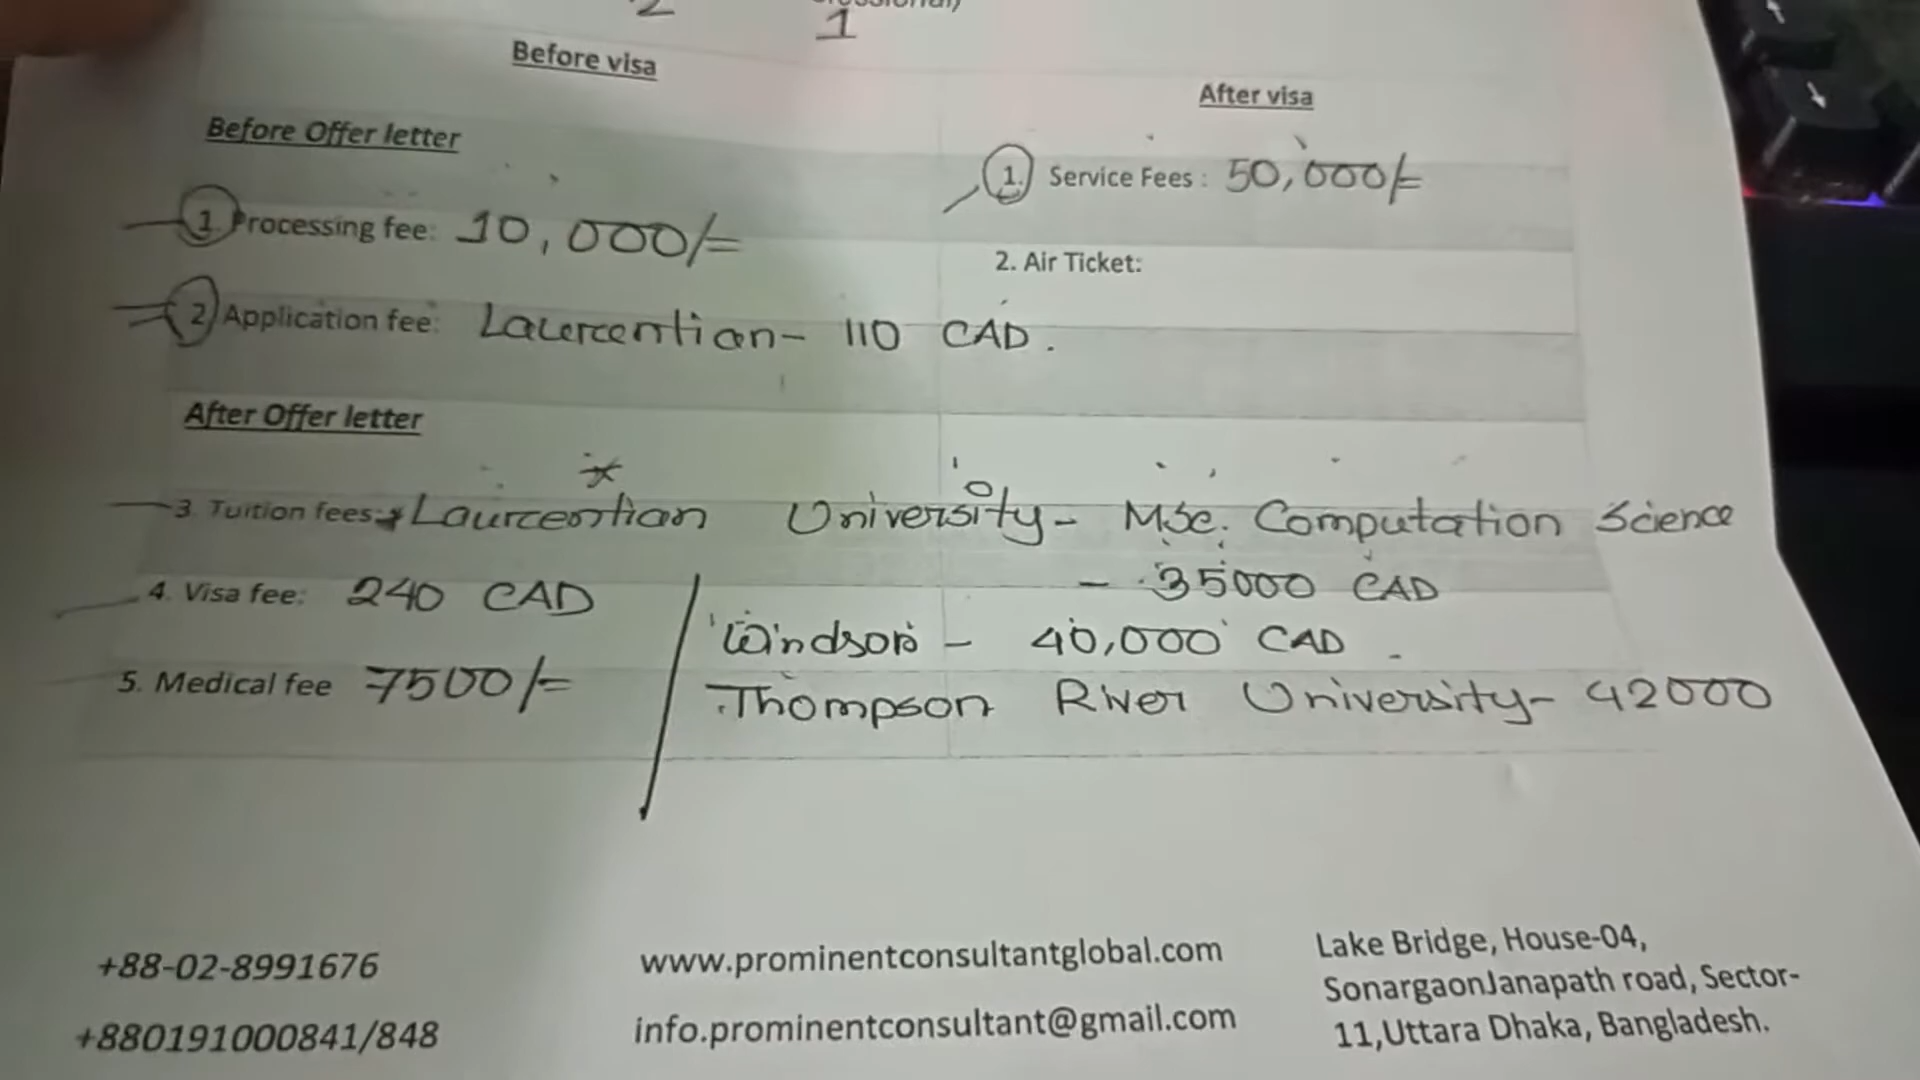 2
1
Before visa
After visa
Before Offer letter
1. Processing fee: 10,000/=
1. Service Fees : 50,000/=
2. Air Ticket:
2) Application fee: Laurentian- 110 CAD.
After Offer letter
3. Tuition fees: Laurentian University- MSc. Computation Science
- 35000 CAD
4. Visa fee: 240 CAD
Windsor - 40,000 CAD
5. Medical fee 7500/=
Thompson River University- 42000
+88-02-8991676
+880191000841/848
www.prominentconsultantglobal.com
info.prominentconsultant@gmail.com
Lake Bridge, House-04,
SonargaonJanapath road, Sector-
11,Uttara Dhaka, Bangladesh.